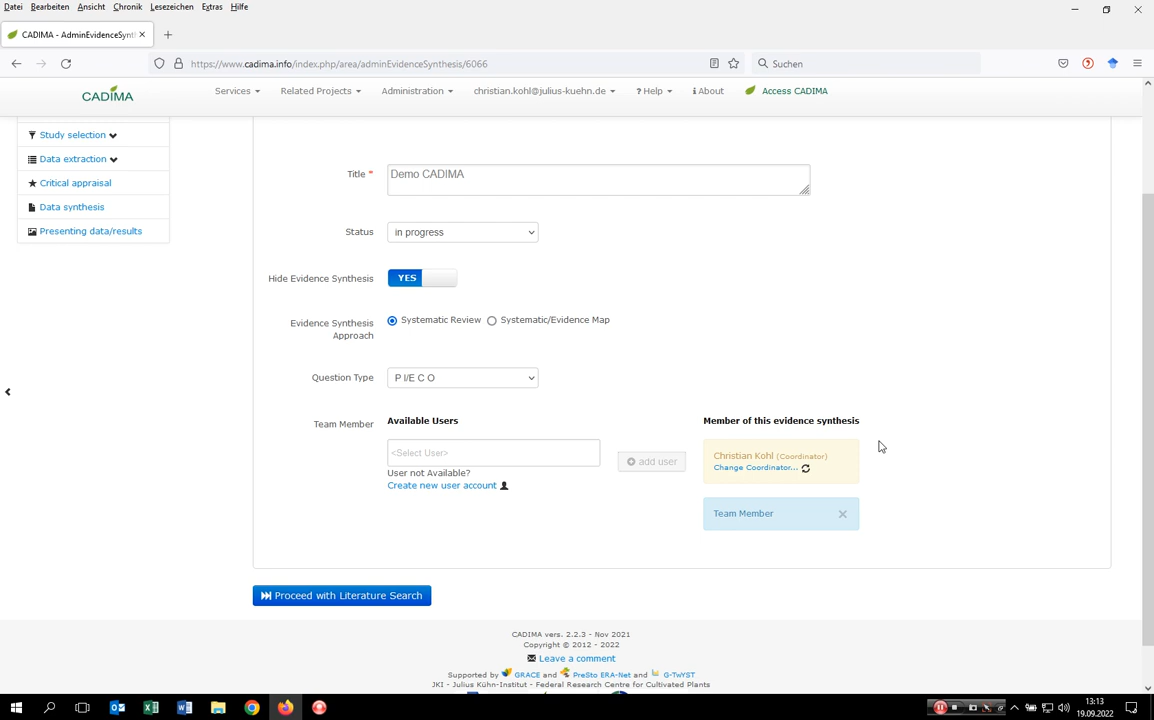 Datei Bearbeiten Ansicht Chronik Lesezeichen Extras Hilfe
CADIMA - AdminEvidenceSynth
https://www.cadima.info/index.php/area/adminEvidenceSynthesis/6066
Suchen
CADIMA
Services
Related Projects
Administration
christian.kohl@julius-kuehn.de
? Help
i About
Access CADIMA
Study selection
Data extraction
Critical appraisal
Data synthesis
Presenting data/results
Title *
Demo CADIMA
Status
in progress
Hide Evidence Synthesis
YES
Evidence Synthesis
Approach
Systematic Review
Systematic/Evidence Map
Question Type
P I/E C O
Team Member
Available Users
<Select User>
add user
User not Available?
Create new user account
Member of this evidence synthesis
Christian Kohl (Coordinator)
Change Coordinator...
Team Member
Proceed with Literature Search
CADIMA vers. 2.2.3 - Nov 2021
Copyright © 2012 - 2022
Leave a comment
Supported by GRACE and PreSto ERA-Net and G-TwYST
JKI - Julius Kühn-Institut - Federal Research Centre for Cultivated Plants
13:13
19.09.2022